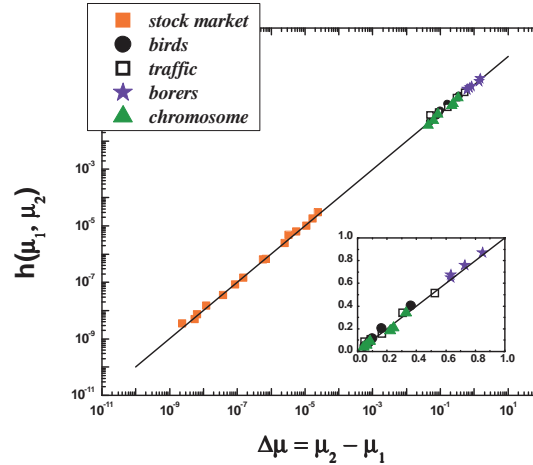 stock market
birds
traffic
borers
chromosome
h(μ₁, μ₂)
10⁻³
10⁻⁵
10⁻⁷
10⁻⁹
10⁻¹¹
1.0
0.8
0.6
0.4
0.2
0.0
0.0 0.2 0.4 0.6 0.8 1.0
10⁻¹¹ 10⁻⁹ 10⁻⁷ 10⁻⁵ 10⁻³ 10⁻¹ 10¹
Δμ = μ₂ − μ₁